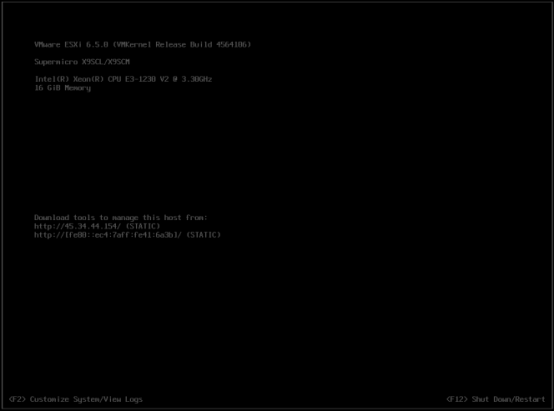 VMware ESXi 6.5.0 (VMKernel Release Build 4564106)
Supermicro X9SCL/X9SCM
Intel(R) Xeon(R) CPU E3-1230 V2 @ 3.30GHz
16 GiB Memory
Download tools to manage this host from:
http://45.34.44.154/ (STATIC)
http://[fe80::ec4:7aff:fe41:6a3b]/ (STATIC)
<F2> Customize System/View Logs
<F12> Shut Down/Restart